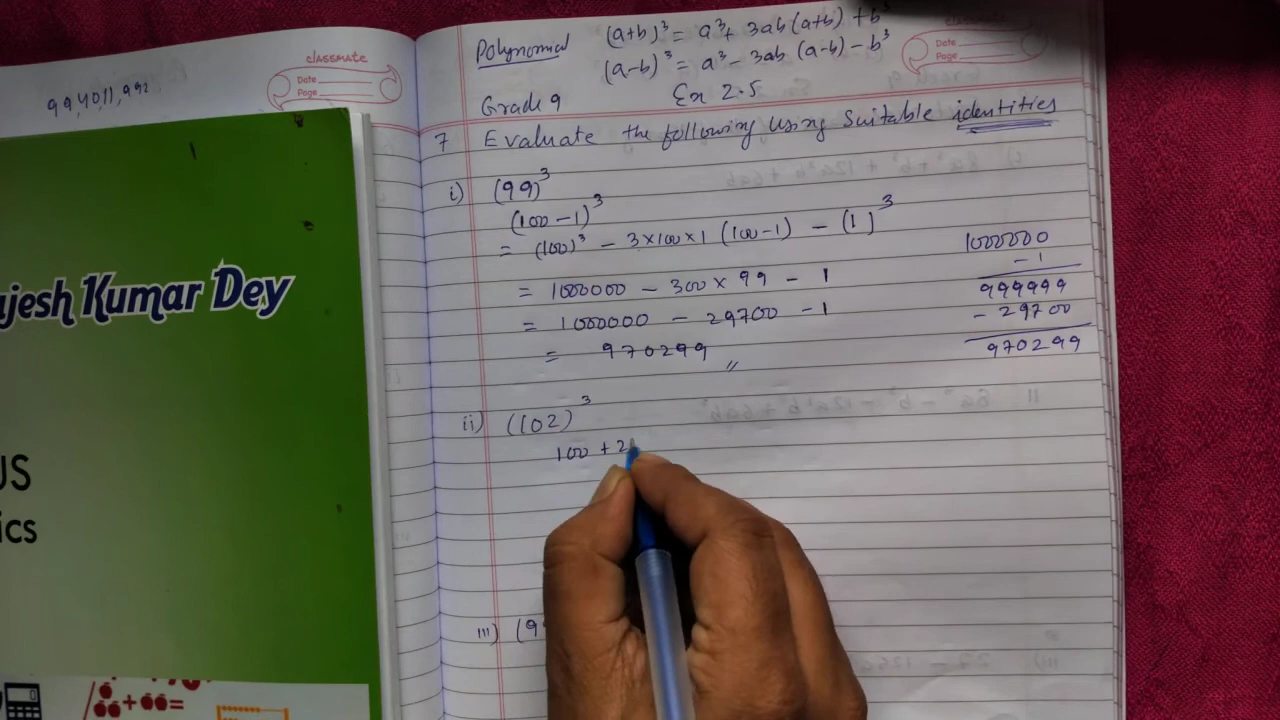 994011,992
classmate
Date
Page
ajesh Kumar Dey
US
ics
Polynomial (a+b)³ = a³ + 3ab(a+b) + b³
(a-b)³ = a³ - 3ab (a-b) - b³
classmate
Date
Page
Grade 9 Ex 2.5
7 Evaluate the following using suitable identities
i) (99)³
(100 - 1)³
= (100)³ - 3×100×1 (100-1) - (1)³
= 1000000 - 300 × 99 - 1
= 1000000 - 29700 - 1
= 970299 //
1000000
- 1
999999
- 29700
970299
ii) (102)³
100 + 2
iii) (9